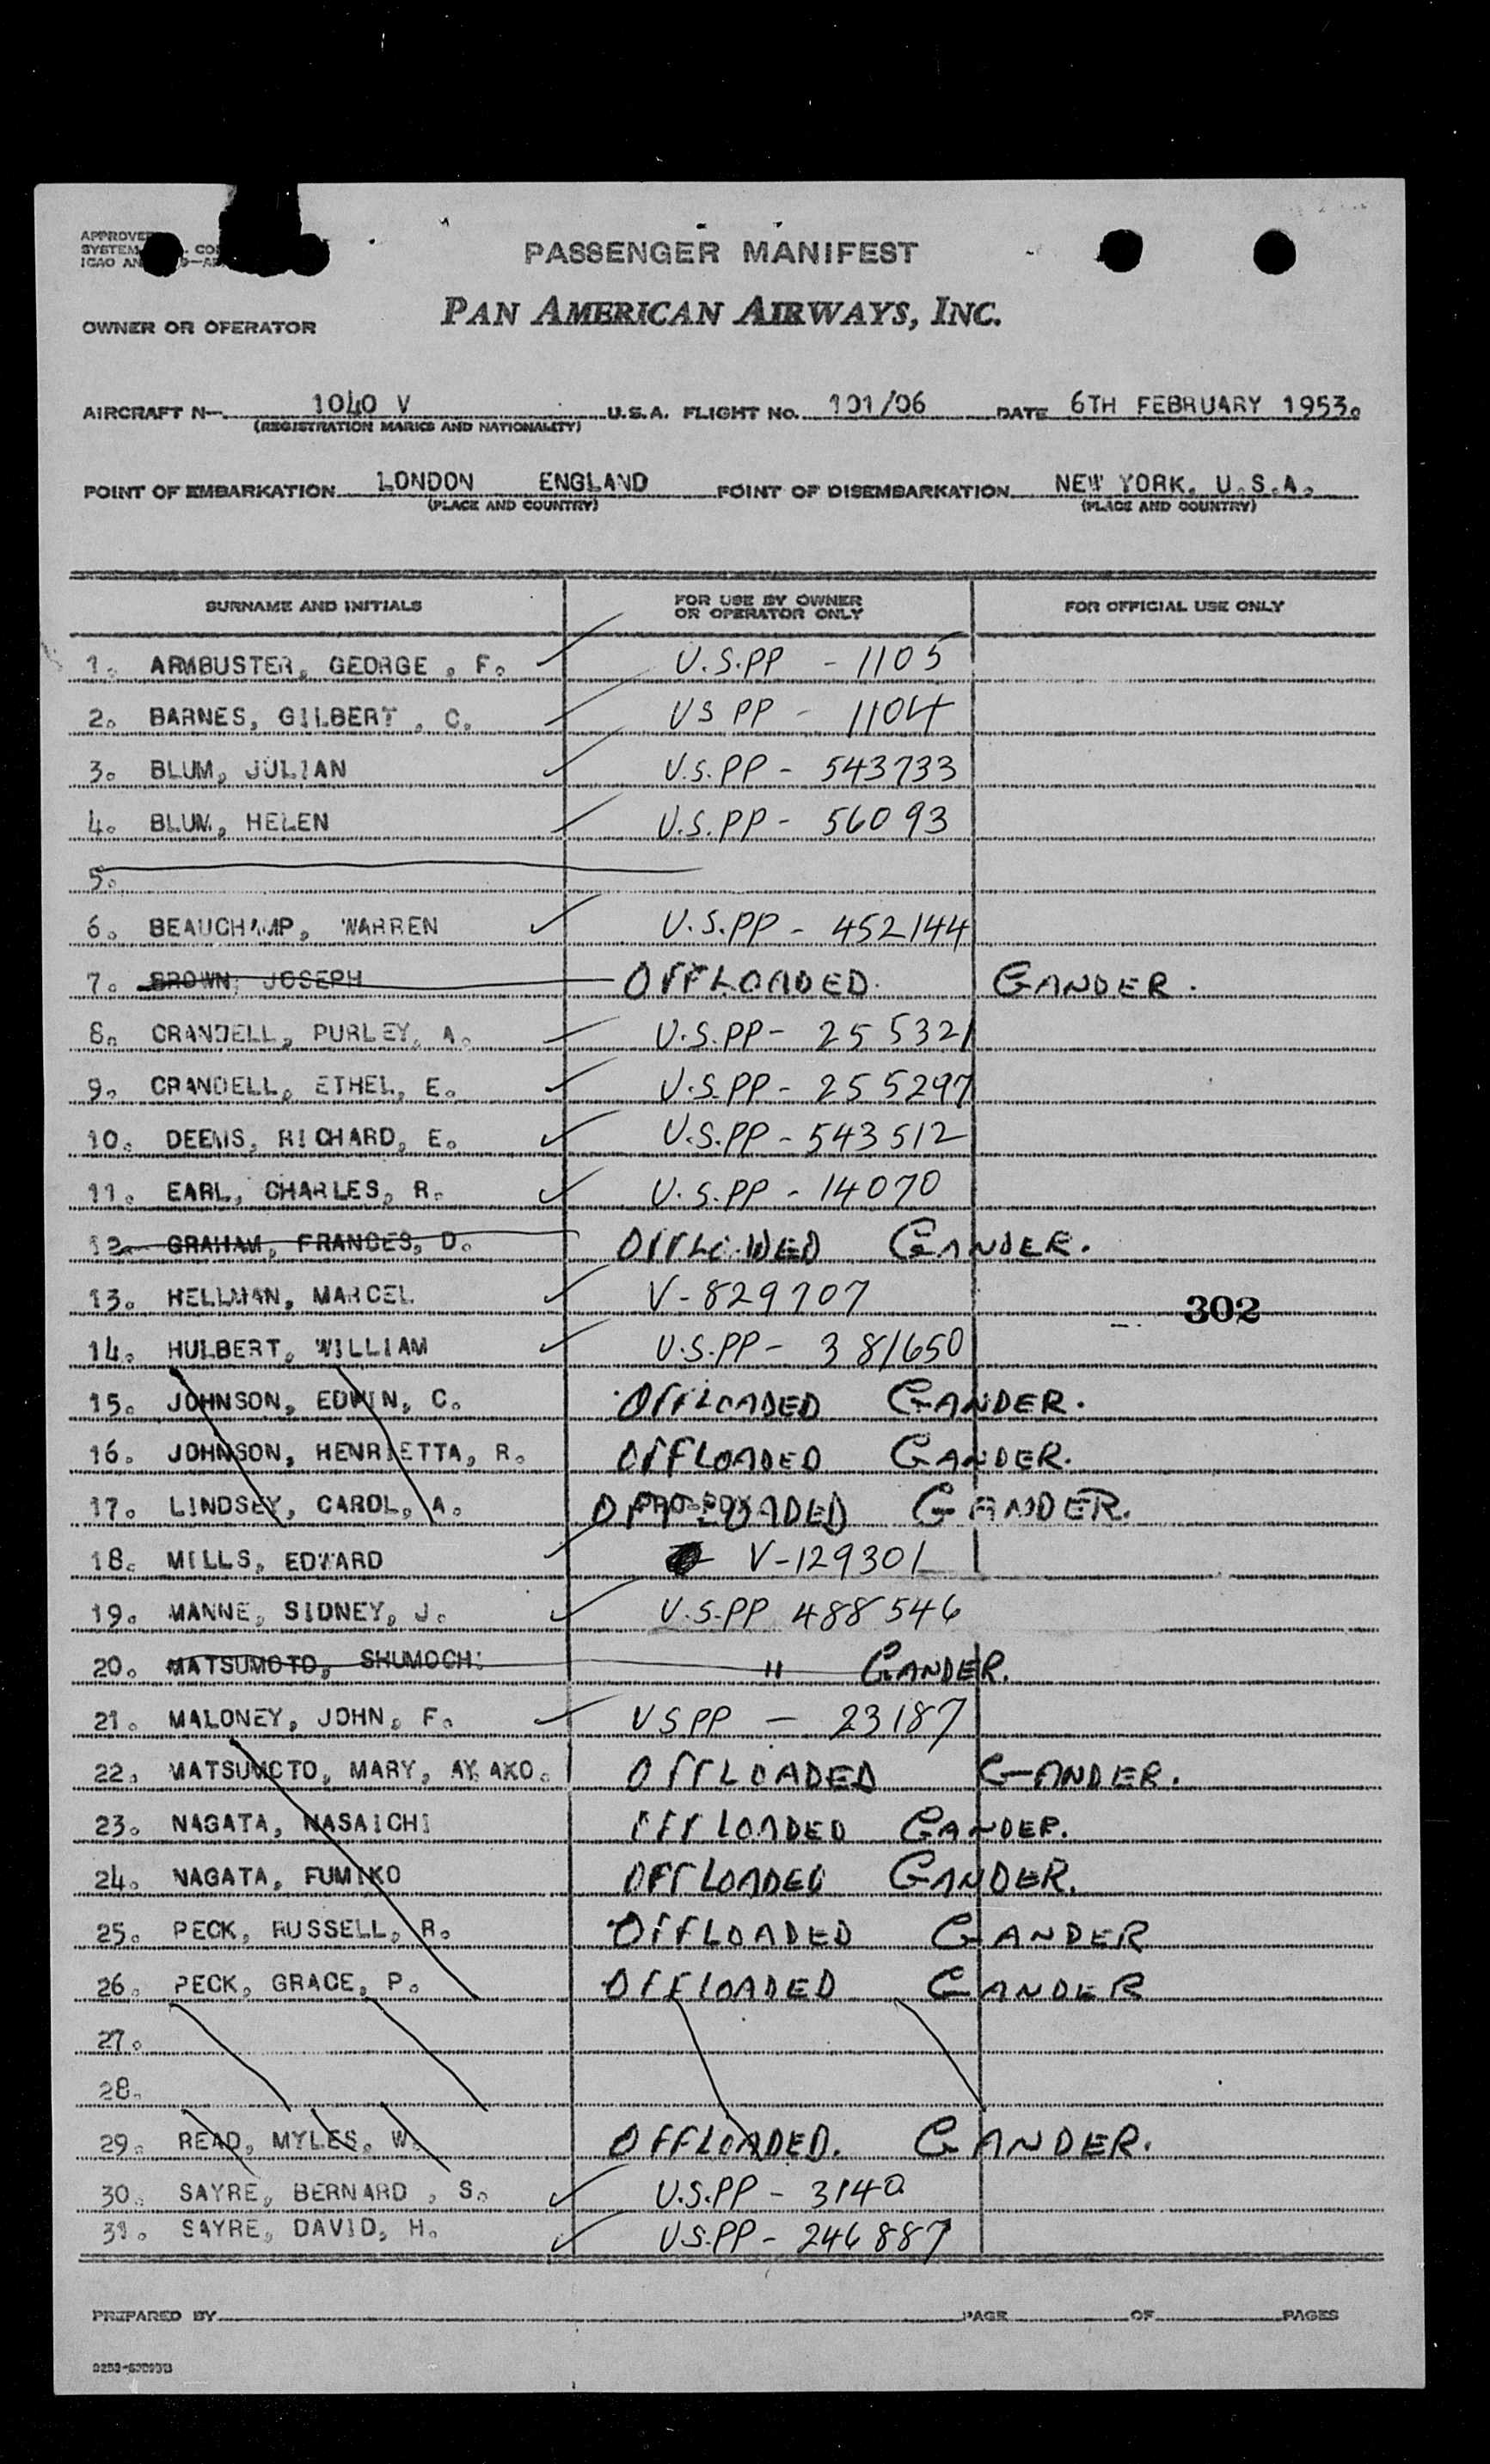 PASSENGER MANIFEST
OWNER OR OPERATOR PAN AMERICAN AIRWAYS, INC.
AIRCRAFT N— 1040 V U.S.A. FLIGHT NO. 101/06 DATE 6TH FEBRUARY 1953.
(REGISTRATION MARKS AND NATIONALITY)
POINT OF EMBARKATION LONDON ENGLAND POINT OF DISEMBARKATION NEW YORK, U.S.A.
(PLACE AND COUNTRY) (PLACE AND COUNTRY)
SURNAME AND INITIALS FOR USE BY OWNER OR OPERATOR ONLY FOR OFFICIAL USE ONLY
1. ARMBUSTER, GEORGE, F. U.S.PP - 1105
2. BARNES, GILBERT, C. US PP - 1104
3. BLUM, JULIAN U.S.PP - 543733
4. BLUM, HELEN U.S.PP - 56093
5.
6. BEAUCHAMP, WARREN U.S.PP - 452144
7. BROWN, JOSEPH OFFLOADED. GANDER.
8. CRANDELL, PURLEY, A. U.S.PP - 255321
9. CRANDELL, ETHEL, E. U.S.PP - 255297
10. DEEMS, RICHARD, E. U.S.PP - 543512
11. EARL, CHARLES, R. U.S.PP - 14070
12. GRAHAM, FRANCES, D. OFFLOADED GANDER.
13. HELLMAN, MARCEL V-829707
302
14. HULBERT, WILLIAM U.S.PP - 381650
15. JOHNSON, EDWIN, C. OFFLOADED GANDER.
16. JOHNSON, HENRIETTA, R. OFFLOADED GANDER.
17. LINDSEY, CAROL, A. OFFLOADED GANDER.
18. MILLS, EDWARD V-129301
19. MANNE, SIDNEY, J. U.S.PP 488546
20. MATSUMOTO, SHUMOCHI " GANDER.
21. MALONEY, JOHN, F. USPP — 23187
22. MATSUMOTO, MARY, AYAKO. OFFLOADED GANDER.
23. NAGATA, NASAICHI OFFLOADED GANDER.
24. NAGATA, FUMIKO OFFLOADED GANDER.
25. PECK, RUSSELL, R. OFFLOADED GANDER
26. PECK, GRACE, P. OFFLOADED GANDER
27.
28.
29. READ, MYLES, W. OFFLOADED. GANDER.
30. SAYRE, BERNARD, S. U.S.PP - 3140
31. SAYRE, DAVID, H. U.S.PP - 246887
PREPARED BY PAGE OF PAGES